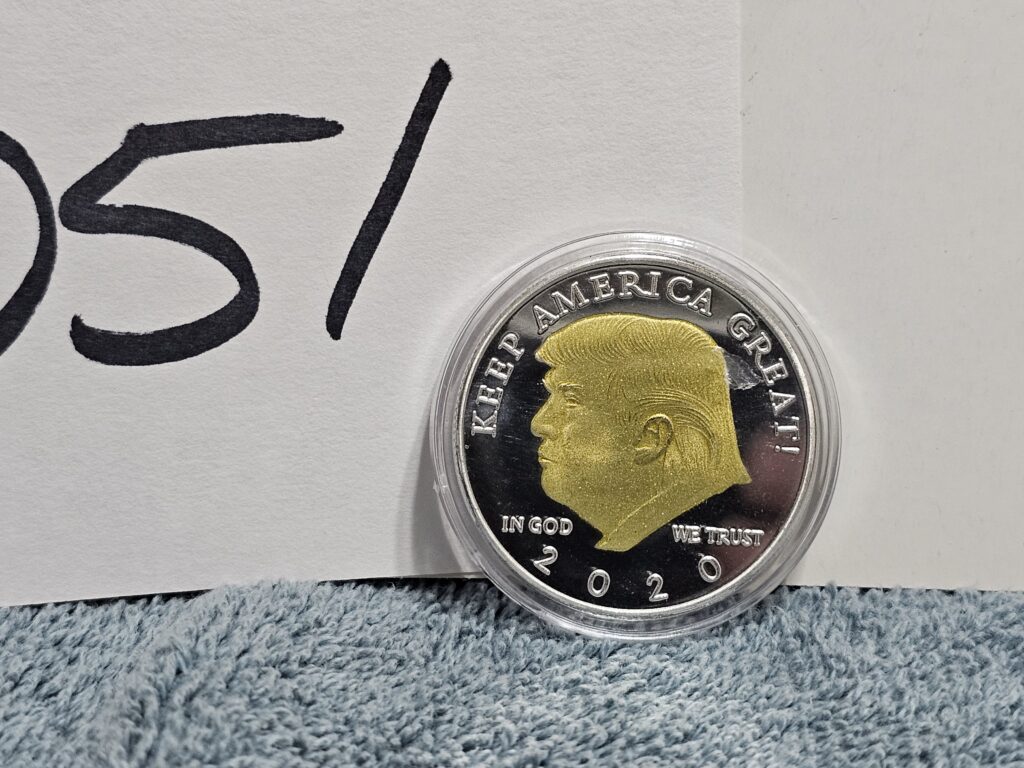 051
KEEP AMERICA GREAT!
IN GOD WE TRUST
2020